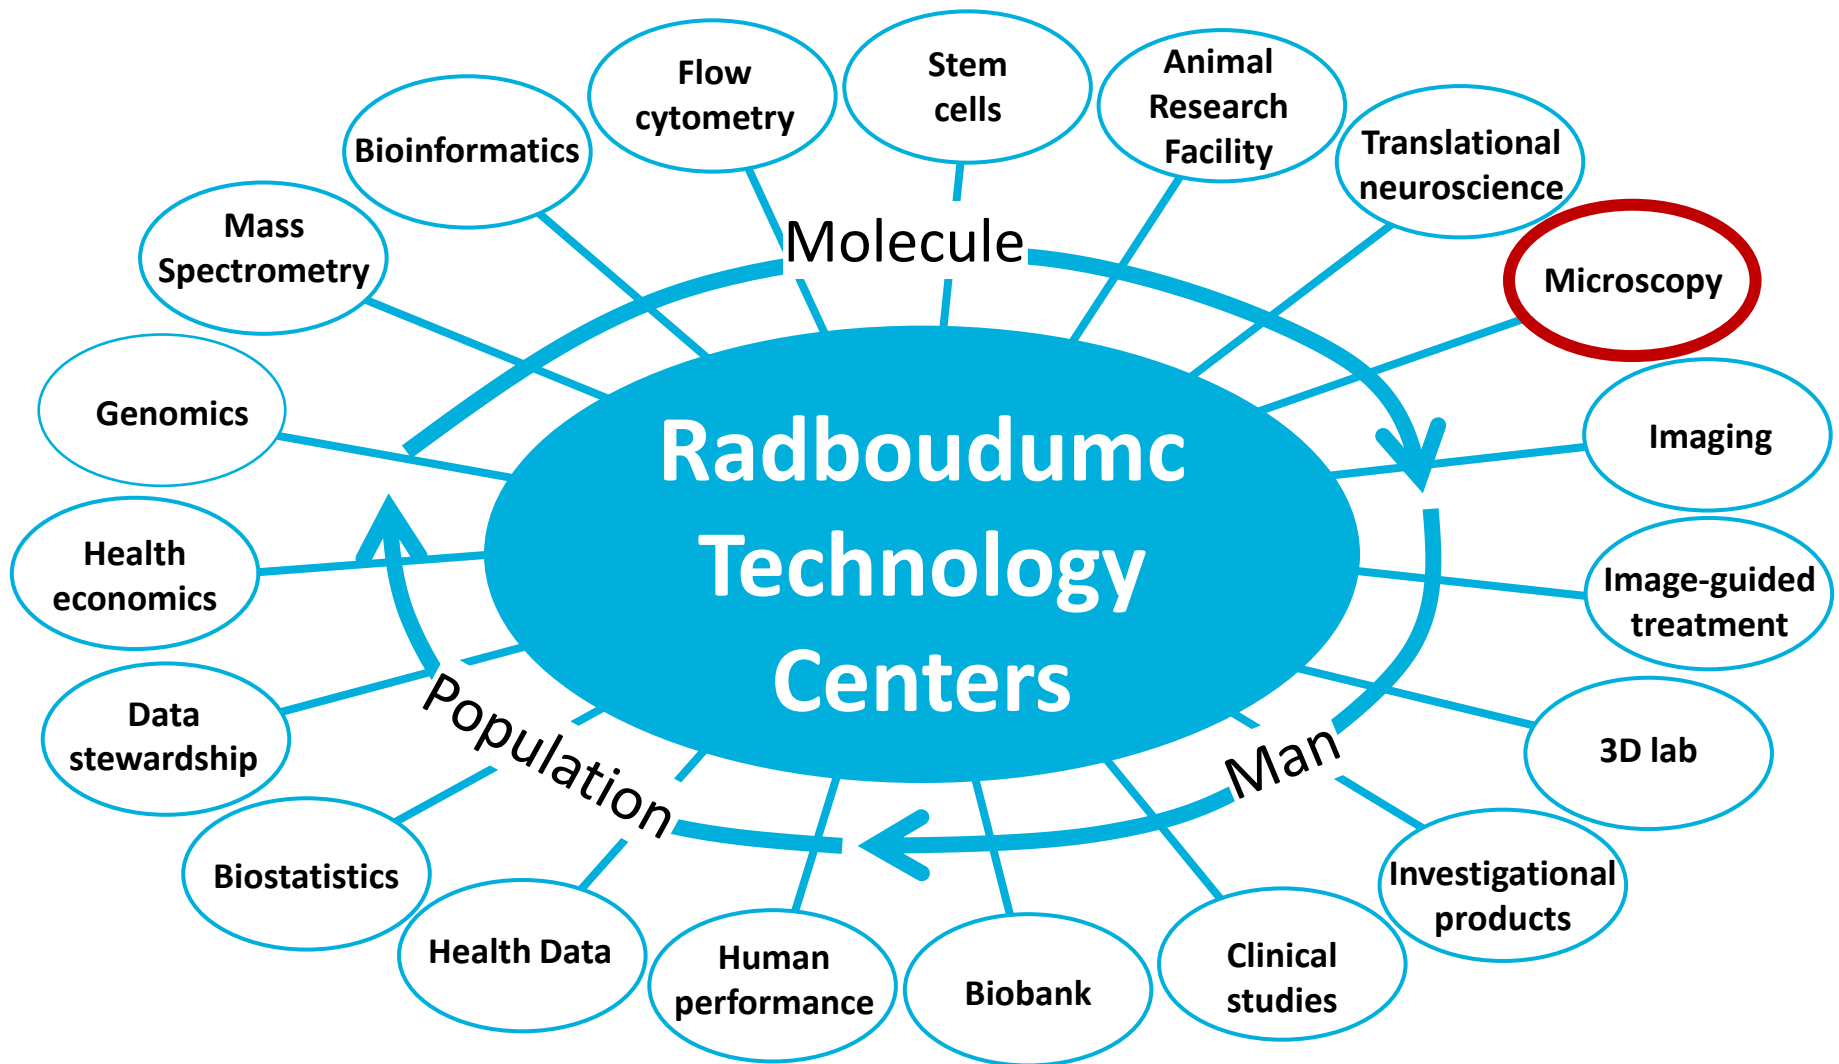 Flow
cytometry
Stem
cells
Animal
Research
Facility
Translational
neuroscience
Bioinformatics
Mass
Spectrometry
Molecule
Microscopy
Genomics
Imaging
Radboudumc
Technology
Centers
Health
economics
Image-guided
treatment
Data
stewardship
Population
Man
3D lab
Biostatistics
Investigational
products
Health Data
Human
performance
Biobank
Clinical
studies